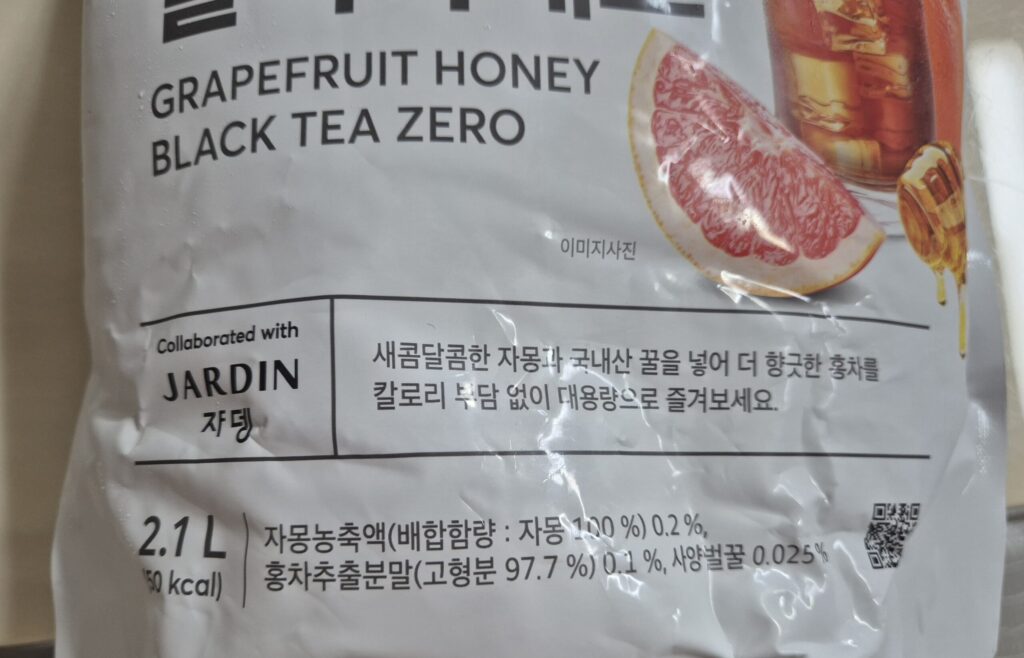 GRAPEFRUIT HONEY
BLACK TEA ZERO
이미지사진
Collaborated with
JARDIN
쟈뎅
새콤달콤한 자몽과 국내산 꿀을 넣어 더 향긋한 홍차를
칼로리 부담 없이 대용량으로 즐겨보세요.
2.1 L
kcal)
자몽농축액(배합함량 : 자몽 100 %) 0.2 %,
홍차추출분말(고형분 97.7 %) 0.1 %, 사양벌꿀 0.025%